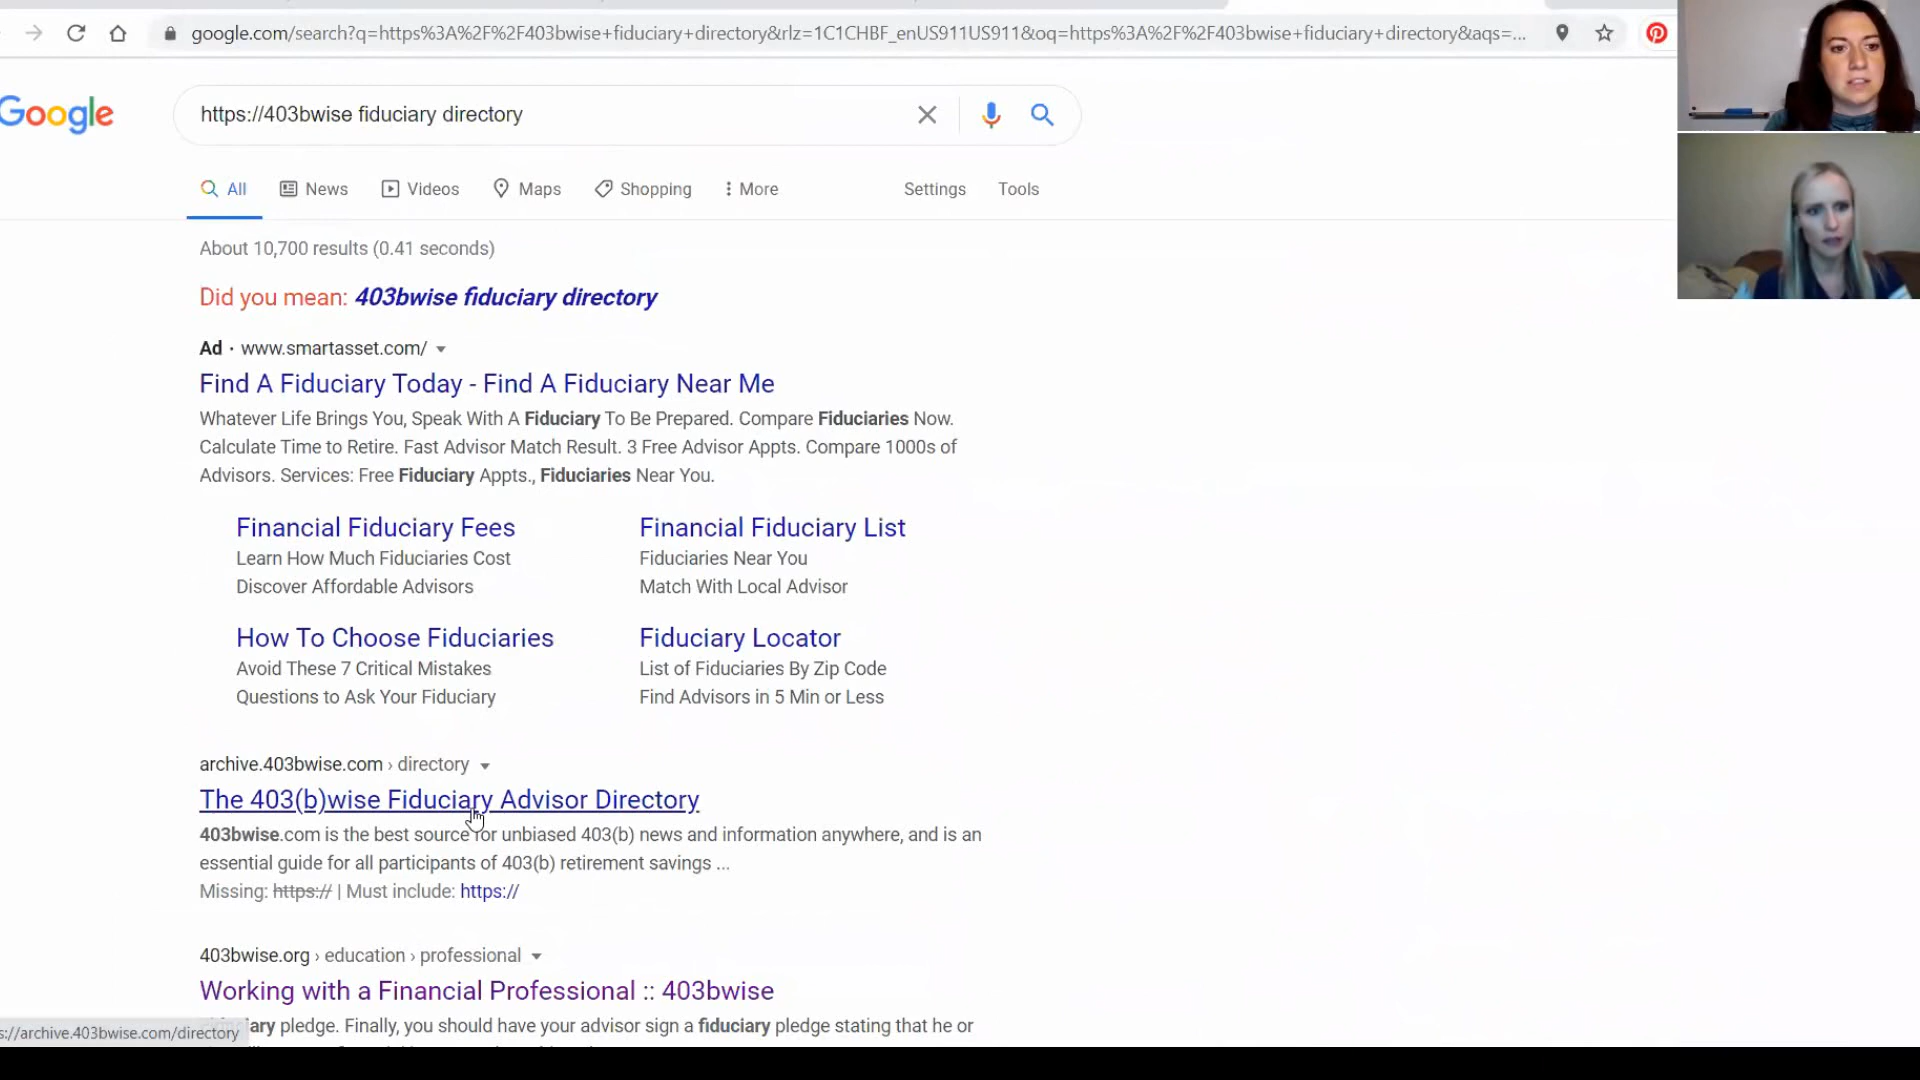 google.com/search?q=https%3A%2F%2F403bwise+fiduciary+directory&rlz=1C1CHBF_enUS911US911&oq=https%3A%2F%2F403bwise+fiduciary+directory&aqs=...
Google
https://403bwise fiduciary directory
All News Videos Maps Shopping More Settings Tools
About 10,700 results (0.41 seconds)
Did you mean: 403bwise fiduciary directory
Ad · www.smartasset.com/
Find A Fiduciary Today - Find A Fiduciary Near Me
Whatever Life Brings You, Speak With A Fiduciary To Be Prepared. Compare Fiduciaries Now.
Calculate Time to Retire. Fast Advisor Match Result. 3 Free Advisor Appts. Compare 1000s of
Advisors. Services: Free Fiduciary Appts., Fiduciaries Near You.
Financial Fiduciary Fees
Learn How Much Fiduciaries Cost
Discover Affordable Advisors
Financial Fiduciary List
Fiduciaries Near You
Match With Local Advisor
How To Choose Fiduciaries
Avoid These 7 Critical Mistakes
Questions to Ask Your Fiduciary
Fiduciary Locator
List of Fiduciaries By Zip Code
Find Advisors in 5 Min or Less
archive.403bwise.com › directory
The 403(b)wise Fiduciary Advisor Directory
403bwise.com is the best source for unbiased 403(b) news and information anywhere, and is an
essential guide for all participants of 403(b) retirement savings ...
Missing: https:// | Must include: https://
403bwise.org › education › professional
Working with a Financial Professional :: 403bwise
pledge. Finally, you should have your advisor sign a fiduciary pledge stating that he or
s://archive.403bwise.com/directory